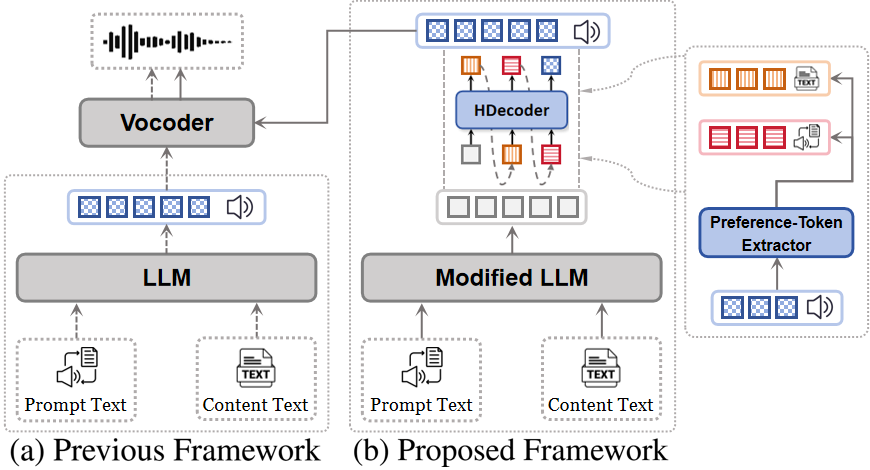 Vocoder
LLM
TEXT
Prompt Text
Content Text
(a) Previous Framework
HDecoder
Modified LLM
TEXT
Prompt Text
Content Text
(b) Proposed Framework
TEXT
Preference-Token
Extractor